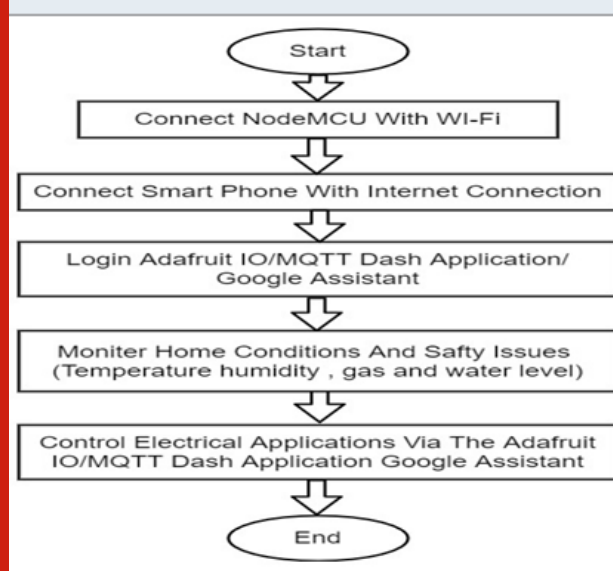 Start
Connect NodeMCU With WI-Fi
Connect Smart Phone With Internet Connection
Login Adafruit IO/MQTT Dash Application/
Google Assistant
Moniter Home Conditions And Safty Issues
(Temperature humidity , gas and water level)
Control Electrical Applications Via The Adafruit
IO/MQTT Dash Application Google Assistant
End